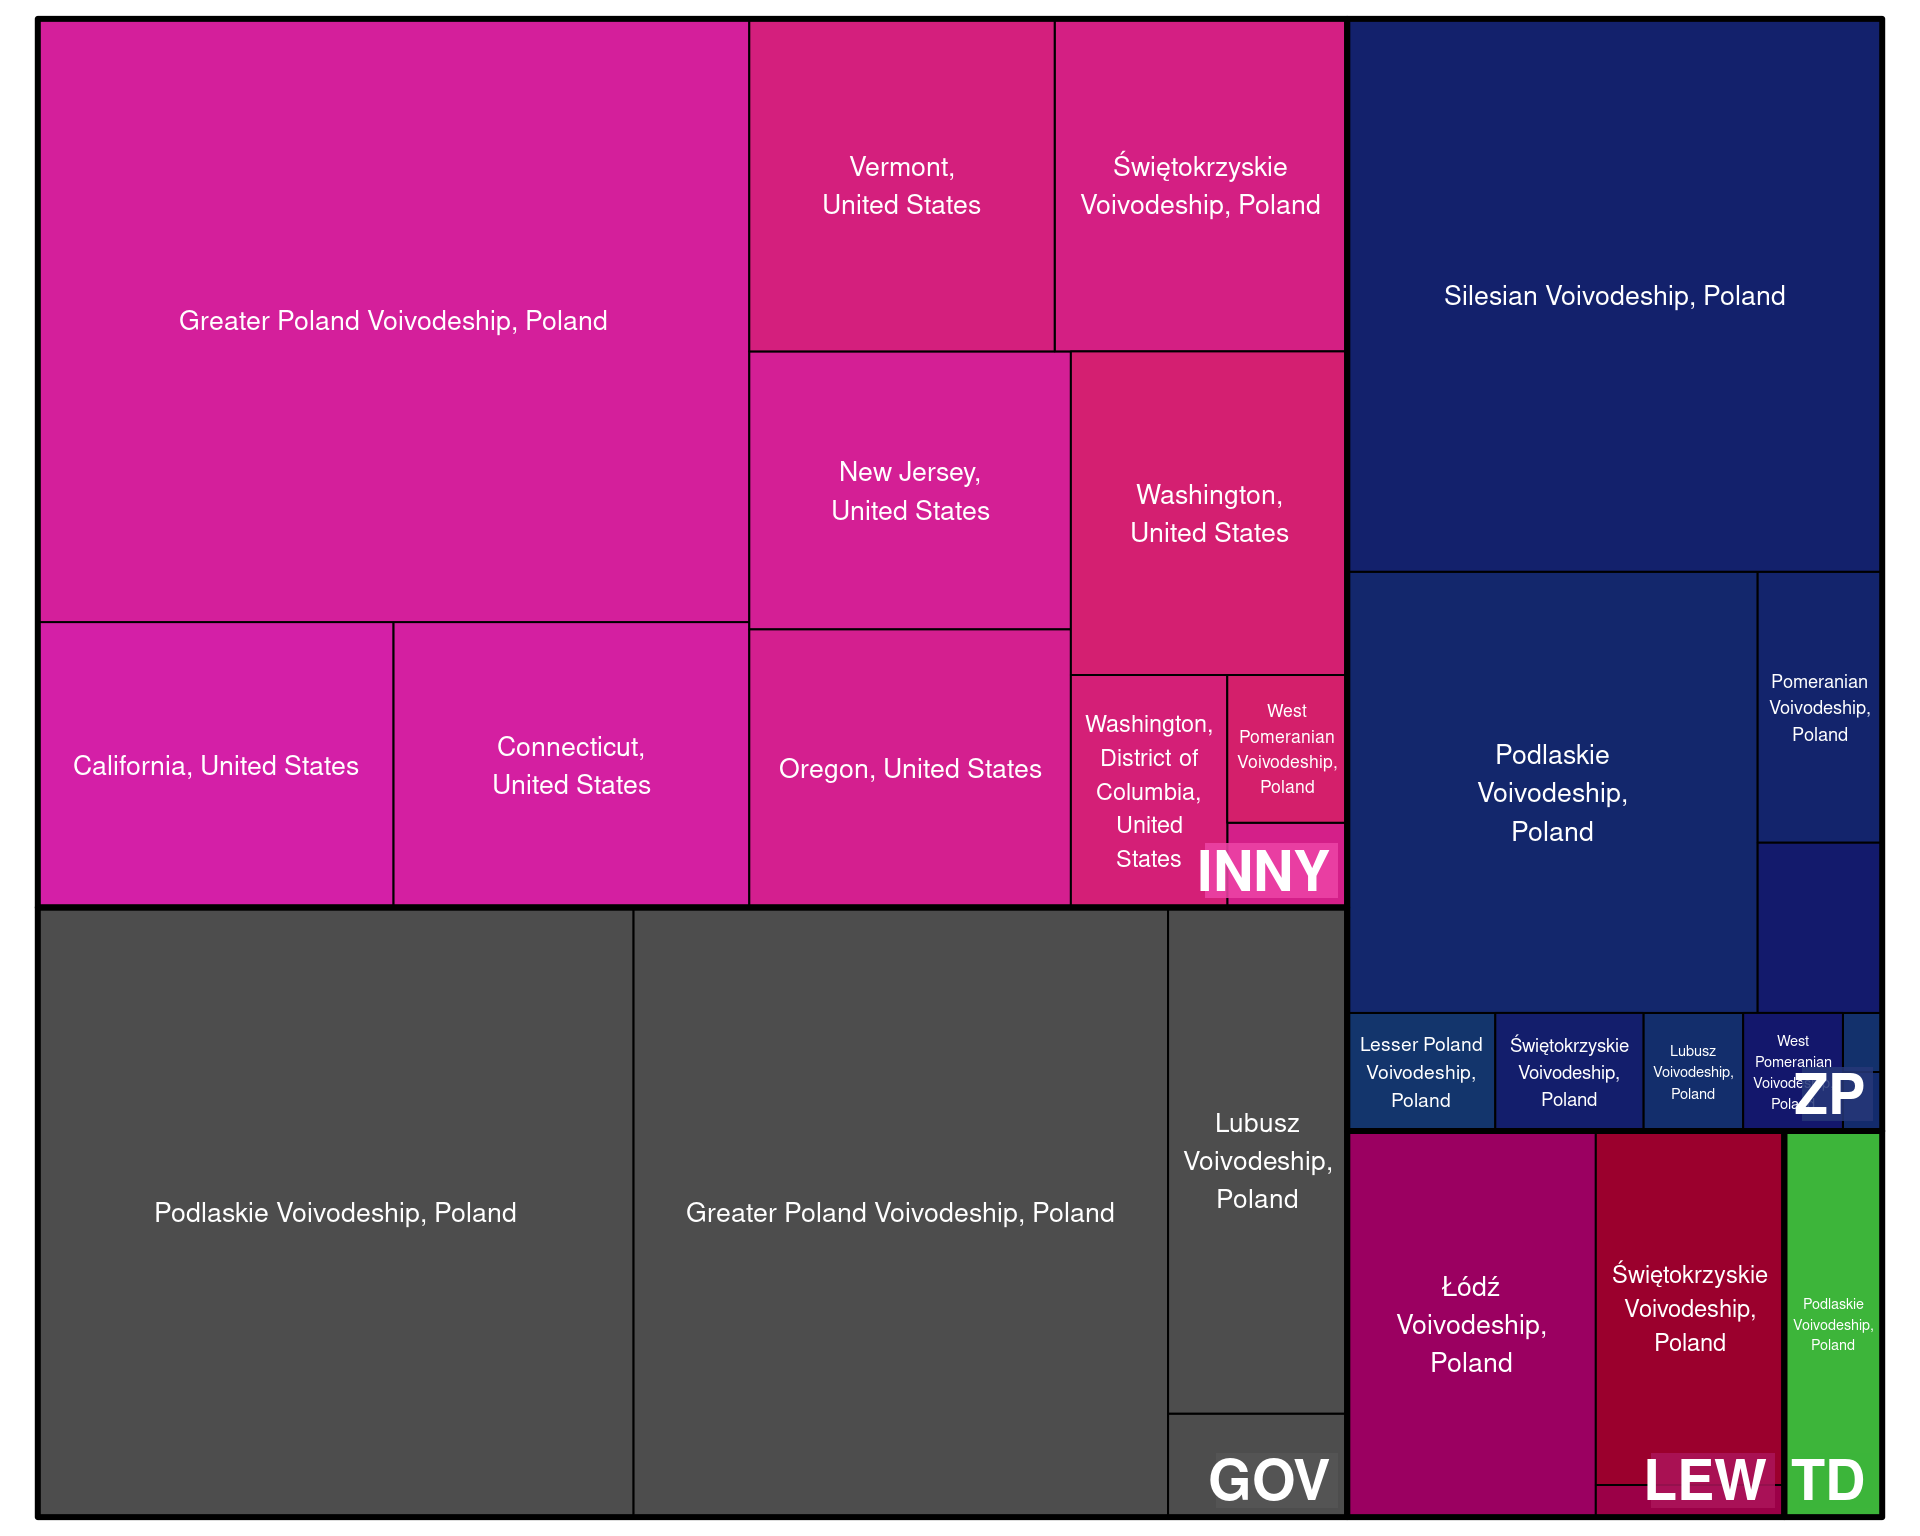 Greater Poland Voivodeship, Poland
Vermont,
United States
Świętokrzyskie
Voivodeship, Poland
New Jersey,
United States
Washington,
United States
California, United States
Connecticut,
United States
Oregon, United States
Washington,
District of
Columbia,
United
States
West
Pomeranian
Voivodeship,
Poland
INNY
Silesian Voivodeship, Poland
Podlaskie
Voivodeship,
Poland
Pomeranian
Voivodeship,
Poland
Lesser Poland
Voivodeship,
Poland
Świętokrzyskie
Voivodeship,
Poland
Lubusz
Voivodeship,
Poland
West
Pomeranian
ZP
Podlaskie Voivodeship, Poland
Greater Poland Voivodeship, Poland
Lubusz
Voivodeship,
Poland
GOV
Łódź
Voivodeship,
Poland
Świętokrzyskie
Voivodeship,
Poland
LEW
Podlaskie
Voivodeship,
Poland
TD